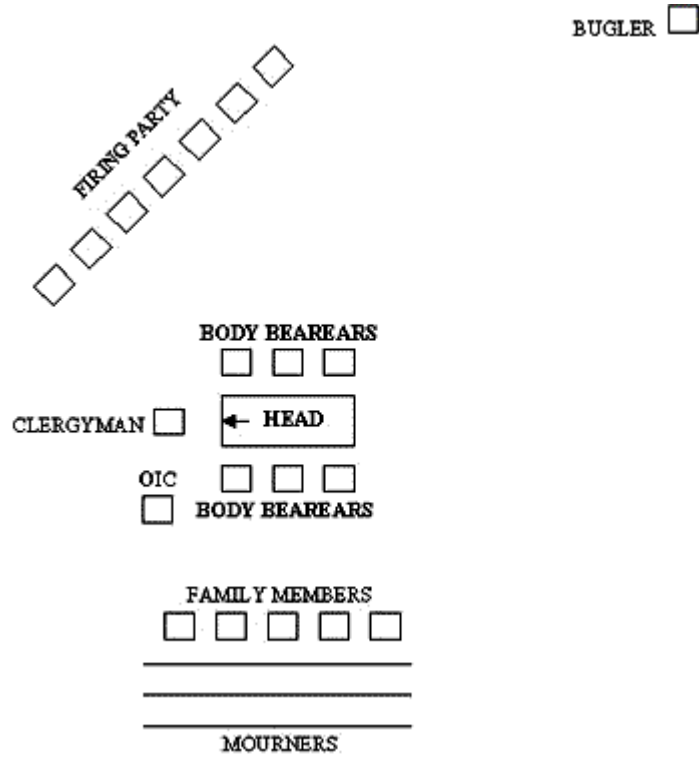 BUGLER
FIRING PARTY
BODY BEAREARS
CLERGYMAN
HEAD
OIC
BODY BEAREARS
FAMILY MEMBERS
MOURNERS